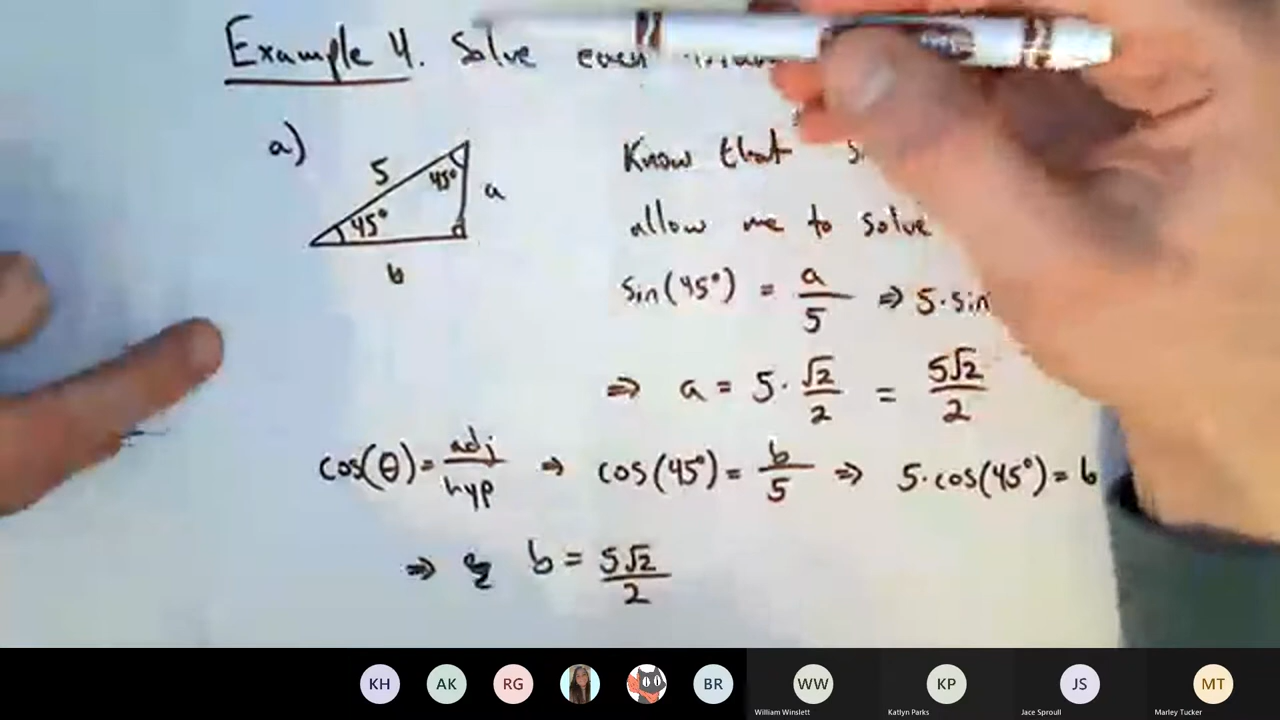 Example 4. Solve each
a)
5
45°
45°
a
b
Know that
allow me to solve
sin(45°) = a/5 ⇒ 5·sin
⇒ a = 5·√2/2 = 5√2/2
cos(θ) = adj/hyp ⇒ cos(45°) = b/5 ⇒ 5·cos(45°) = b
⇒ b = 5√2/2
KH AK RG BR WW KP JS MT
William Winslett Katlyn Parks Jace Sproull Marley Tucker